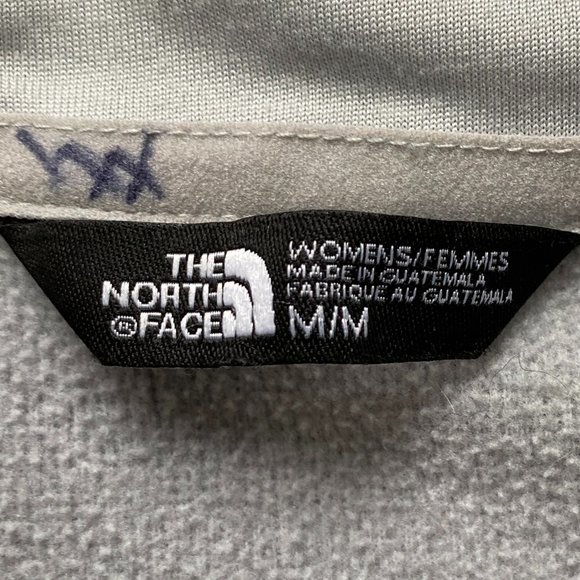 THE
NORTH
® FACE
WOMENS/FEMMES
MADE IN GUATEMALA
FABRIQUE AU GUATEMALA
M/M